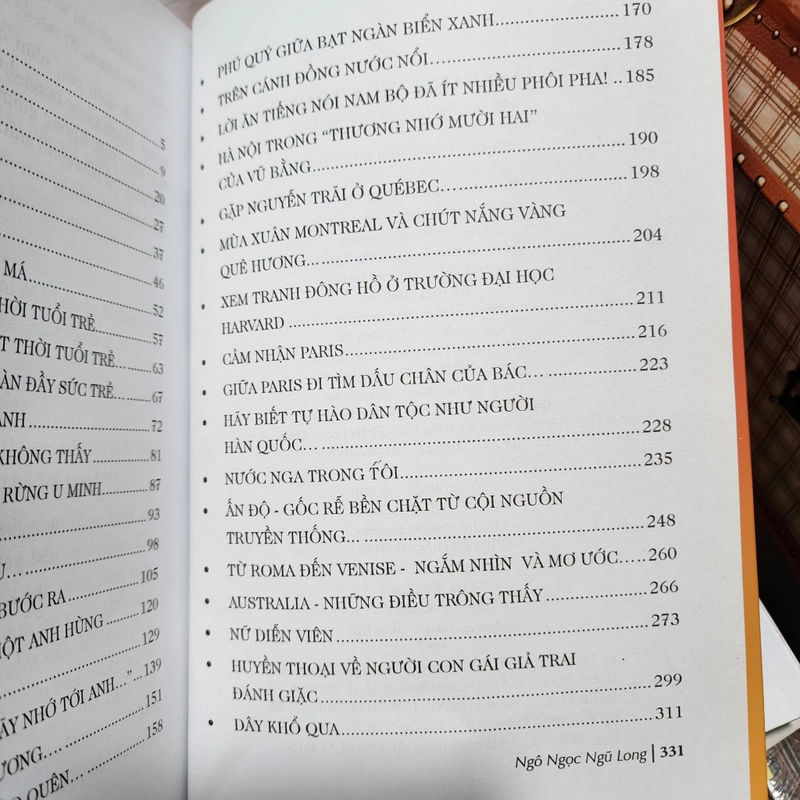 5
9
20
27
37
46
MÁ
52
HỜI TUỔI TRẺ 57
T THỜI TUỔI TRẺ... 63
ÀN ĐẦY SỨC TRẺ... 67
ANH 72
KHÔNG THẤY 81
RỪNG U MINH 87
93
98
U...
BƯỚC RA 105
ỘT ANH HÙNG 120
129
ÃY NHỚ TỚI ANH..." 139
ƯƠNG.... 151
QUÊN... 158
• PHÚ QUÝ GIỮA BẠT NGÀN BIỂN XANH 170
• TRÊN CÁNH ĐỒNG NƯỚC NỔI 178
• LỜI ĂN TIẾNG NÓI NAM BỘ ĐÃ ÍT NHIỀU PHÔI PHA! 185
• HÀ NỘI TRONG “THƯƠNG NHỚ MƯỜI HAI”
CỦA VŨ BẰNG 190
• GẶP NGUYỄN TRÃI Ở QUÉBEC... 198
• MÙA XUÂN MONTREAL VÀ CHÚT NẮNG VÀNG
QUÊ HƯƠNG... 204
• XEM TRANH ĐÔNG HỒ Ở TRƯỜNG ĐẠI HỌC
HARVARD 211
• CẢM NHẬN PARIS 216
• GIỮA PARIS ĐI TÌM DẤU CHÂN CỦA BÁC... 223
• HÃY BIẾT TỰ HÀO DÂN TỘC NHƯ NGƯỜI
HÀN QUỐC... 228
• NƯỚC NGA TRONG TÔI 235
• ẤN ĐỘ - GỐC RỄ BỀN CHẶT TỪ CỘI NGUỒN
TRUYỀN THỐNG... 248
• TỪ ROMA ĐẾN VENISE - NGẮM NHÌN VÀ MƠ ƯỚC... 260
• AUSTRALIA - NHỮNG ĐIỀU TRÔNG THẤY 266
• NỮ DIỄN VIÊN 273
• HUYỀN THOẠI VỀ NGƯỜI CON GÁI GIẢ TRAI
ĐÁNH GIẶC 299
• DÂY KHỔ QUA 311
Ngô Ngọc Ngũ Long | 331